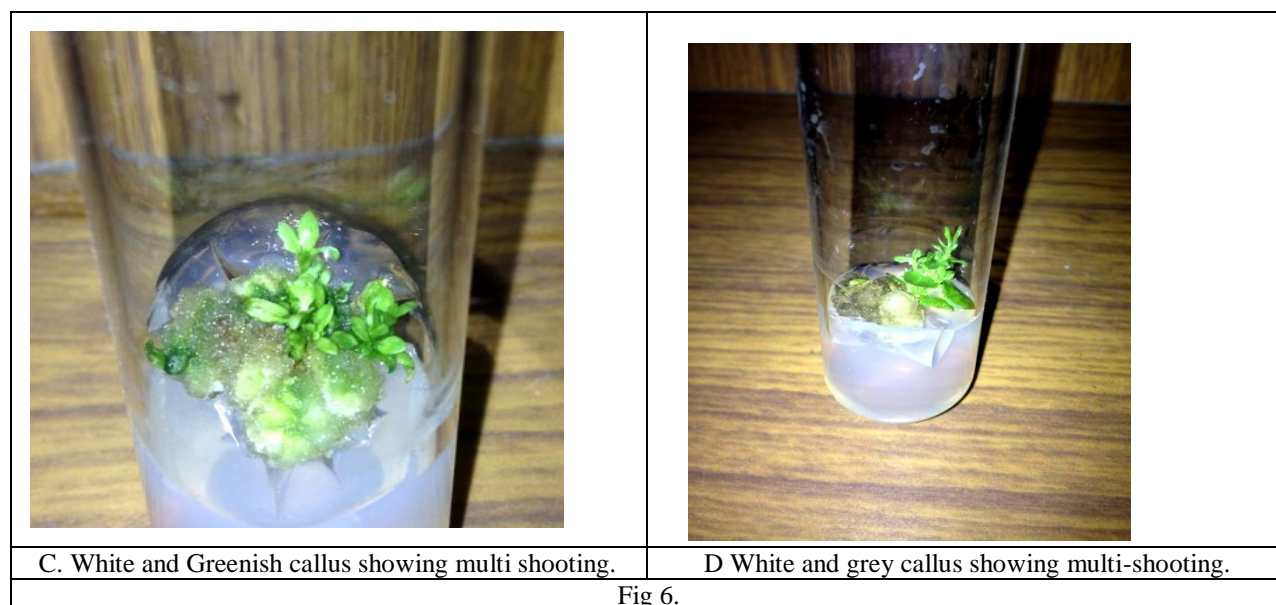 C. White and Greenish callus showing multi shooting.
D White and grey callus showing multi-shooting.
Fig 6.